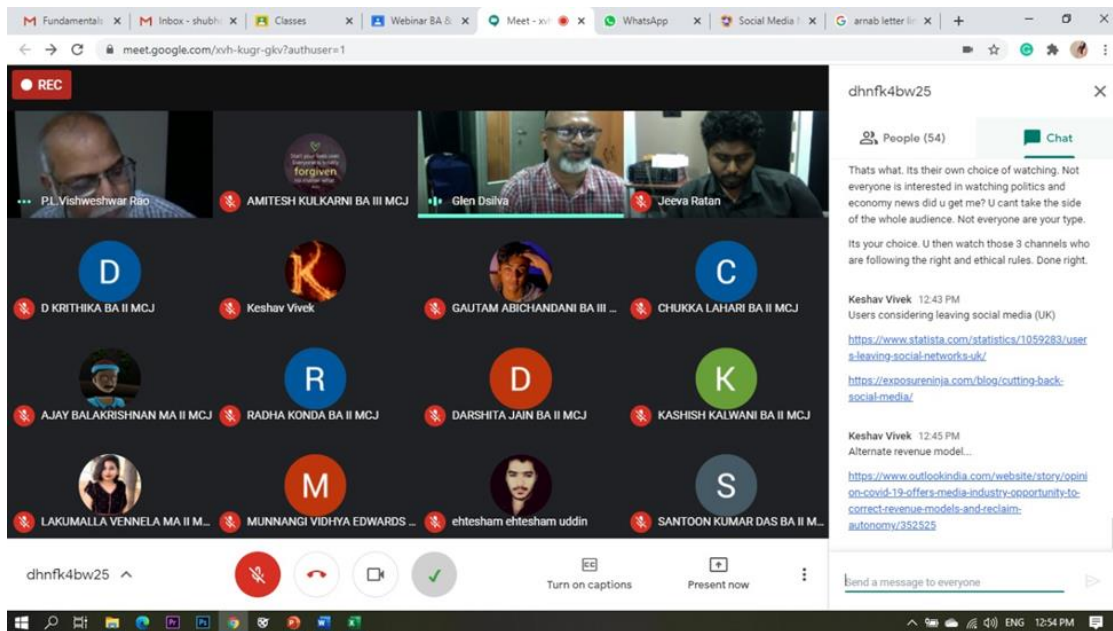 Fundamentals
Inbox - shubh
Classes
Webinar BA &
Meet - xvh
WhatsApp
Social Media
arnab letter
meet.google.com/xvh-kugr-gkv?authuser=1
REC
dhnfk4bw25
People (54)
Chat
P.L.Vishweshwar Rao
forgiven
AMITESH KULKARNI BA III MCJ
Glen Dsilva
Jeeva Ratan
D
D KRITHIKA BA II MCJ
K
Keshav Vivek
GAUTAM ABICHANDANI BA III ...
C
CHUKKA LAHARI BA II MCJ
AJAY BALAKRISHNAN MA II MCJ
R
RADHA KONDA BA II MCJ
D
DARSHITA JAIN BA II MCJ
K
KASHISH KALWANI BA II MCJ
LAKUMALLA VENNELA MA II M...
M
MUNNANGI VIDHYA EDWARDS ...
ehtesham ehtesham uddin
S
SANTOON KUMAR DAS BA II M...
Thats what. Its their own choice of watching. Not
everyone is interested in watching politics and
economy news did u get me? U cant take the side
of the whole audience. Not everyone are your type.
Its your choice. U then watch those 3 channels who
are following the right and ethical rules. Done right.
Keshav Vivek 12:43 PM
Users considering leaving social media (UK)
https://www.statista.com/statistics/1059283/user
s-leaving-social-networks-uk/
https://exposureninja.com/blog/cutting-back-
social-media/
Keshav Vivek 12:45 PM
Alternate revenue model...
https://www.outlookindia.com/website/story/opini
on-covid-19-offers-media-industry-opportunity-to-
correct-revenue-models-and-reclaim-
autonomy/352525
dhnfk4bw25
Turn on captions
Present now
Send a message to everyone
ENG 12:54 PM